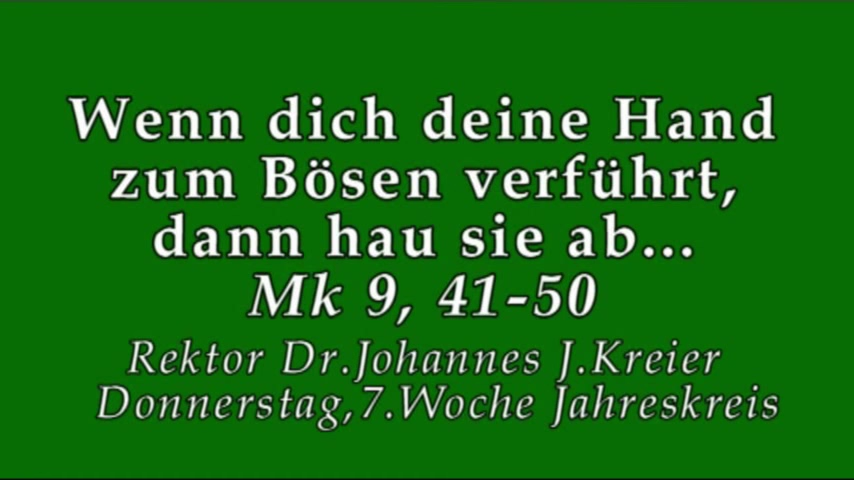 Wenn dich deine Hand
zum Bösen verführt,
dann hau sie ab...
Mk 9, 41-50
Rektor Dr.Johannes J.Kreier
Donnerstag,7.Woche Jahreskreis